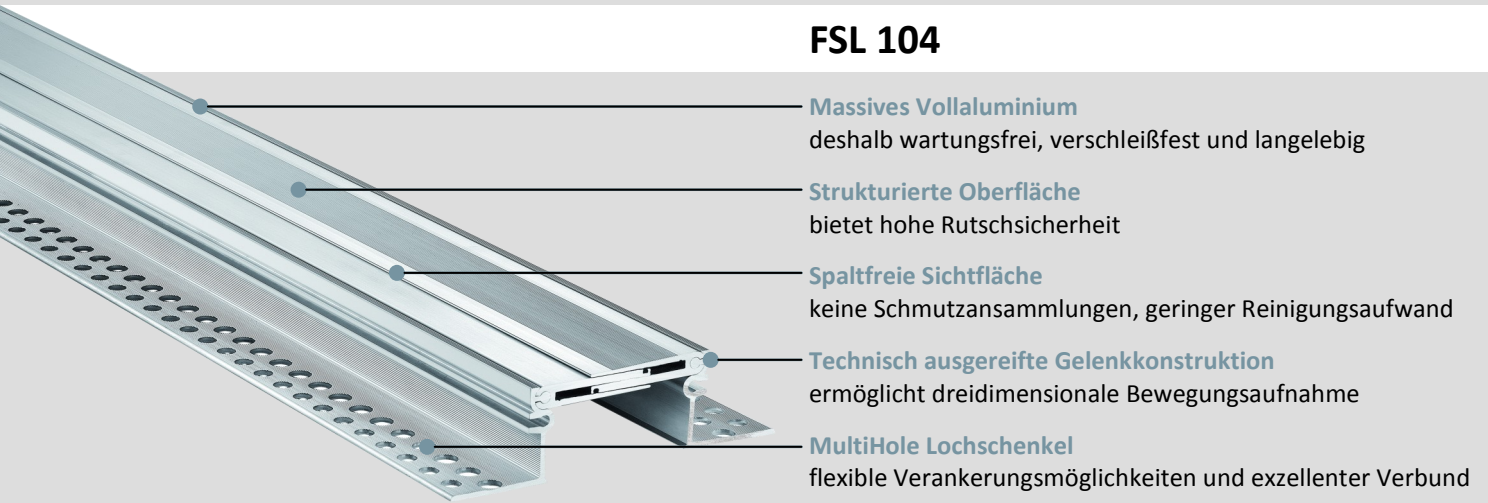 FSL 104
Massives Vollaluminium
deshalb wartungsfrei, verschleißfest und langelebig
Strukturierte Oberfläche
bietet hohe Rutschsicherheit
Spaltfreie Sichtfläche
keine Schmutzansammlungen, geringer Reinigungsaufwand
Technisch ausgereifte Gelenkkonstruktion
ermöglicht dreidimensionale Bewegungsaufnahme
MultiHole Lochschenkel
flexible Verankerungsmöglichkeiten und exzellenter Verbund